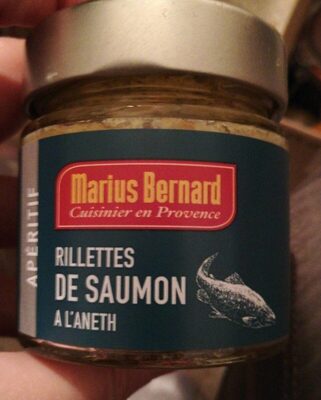 APÉRITIF
Marius Bernard
Cuisinier en Provence
RILLETTES
DE SAUMON
A L'ANETH